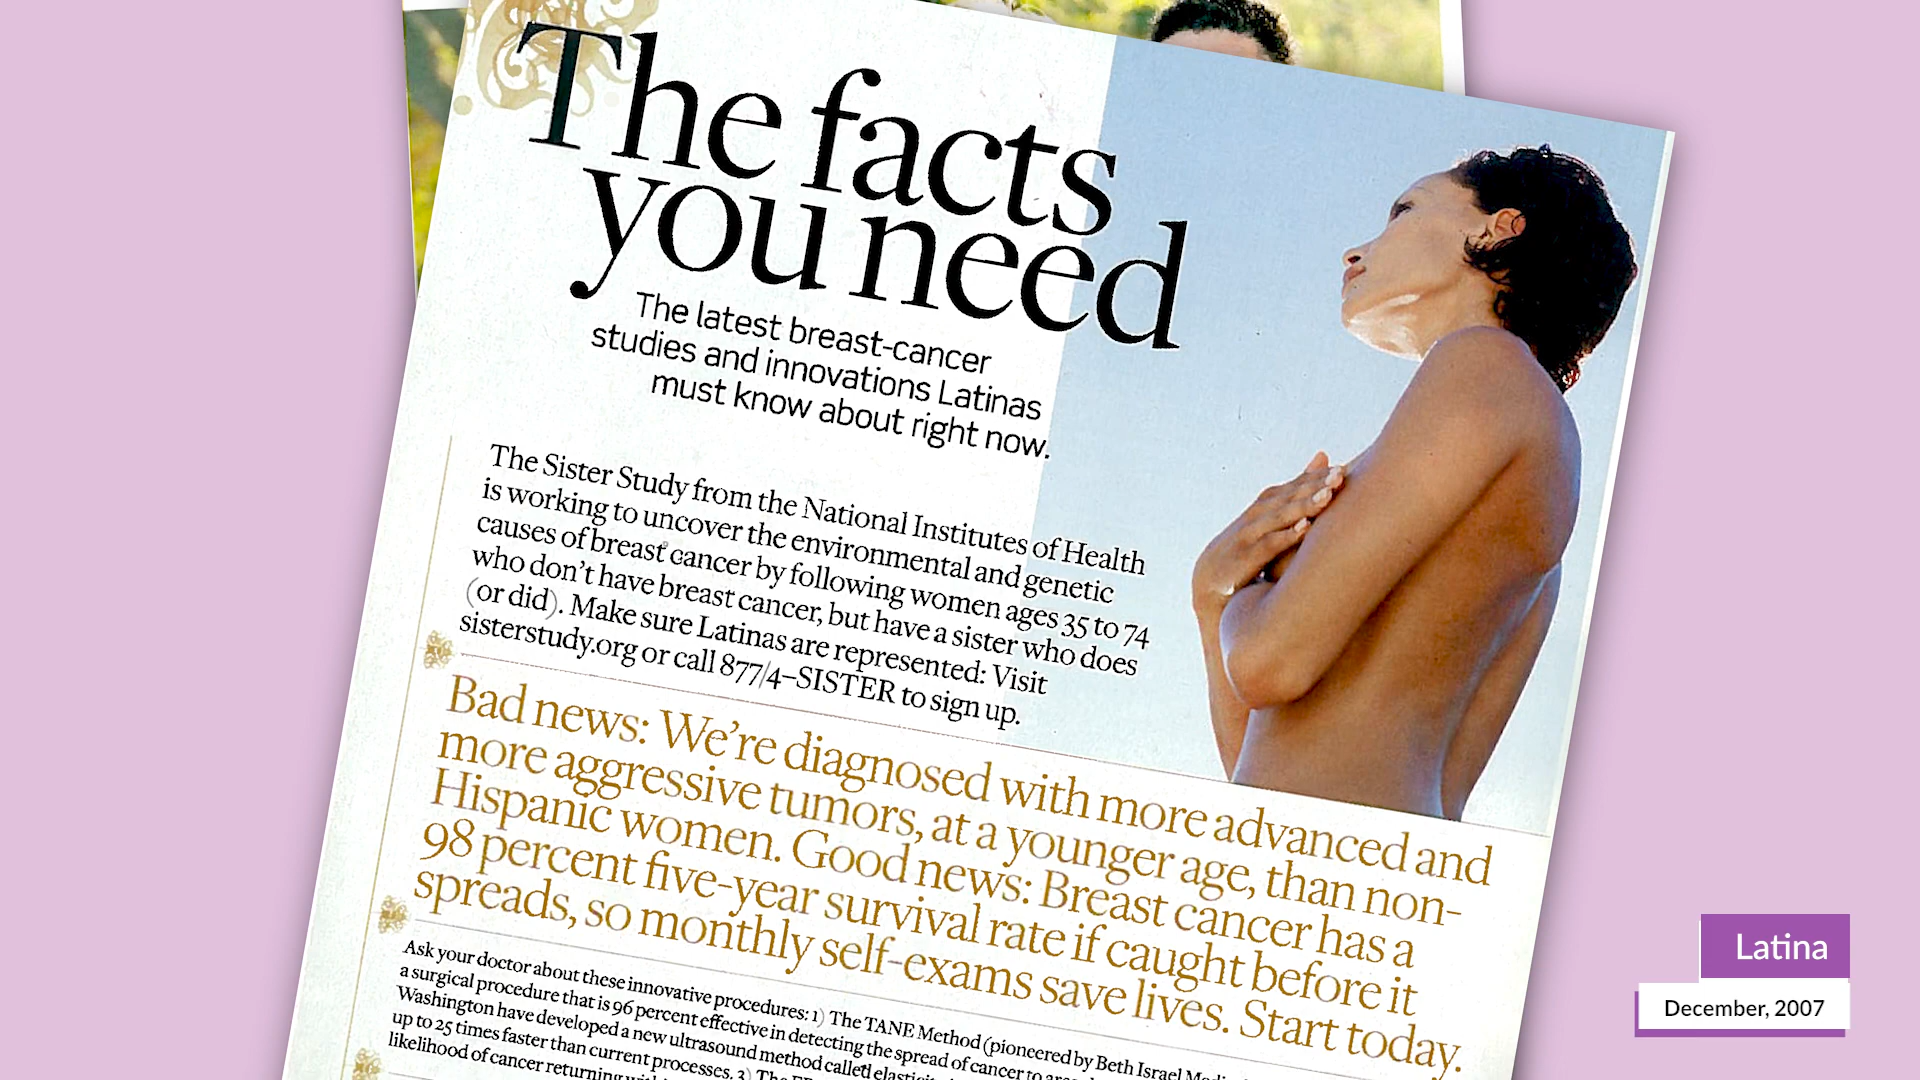 The facts
you need
The latest breast-cancer
studies and innovations Latinas
must know about right now.
The Sister Study from the National Institutes of Health
is working to uncover the environmental and genetic
causes of breast cancer by following women ages 35 to 74
who don't have breast cancer, but have a sister who does
(or did). Make sure Latinas are represented: Visit
sisterstudy.org or call 877/4–SISTER to sign up.
Bad news: We're diagnosed with more advanced and
more aggressive tumors, at a younger age, than non-
Hispanic women. Good news: Breast cancer has a
98 percent five-year survival rate if caught before it
spreads, so monthly self-exams save lives. Start today.
Ask your doctor about these innovative procedures: 1) The TANE Method (pioneered by Beth Israel
a surgical procedure that is 96 percent effective in detecting the spread of cancer to
Washington have developed a new ultrasound method called
up to 25 times faster than current processes. 3) The
likelihood of cancer returning
Latina
December, 2007